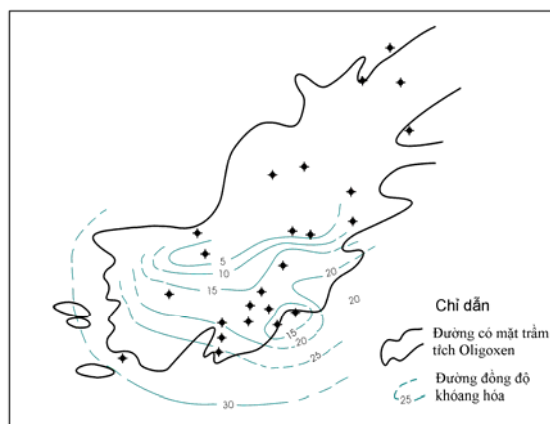 5
10
15
20
20
15
20
25
30
Chỉ dẫn
Đường có mặt trầm
tích Oligoxen
Đường đồng độ
khoáng hóa
25